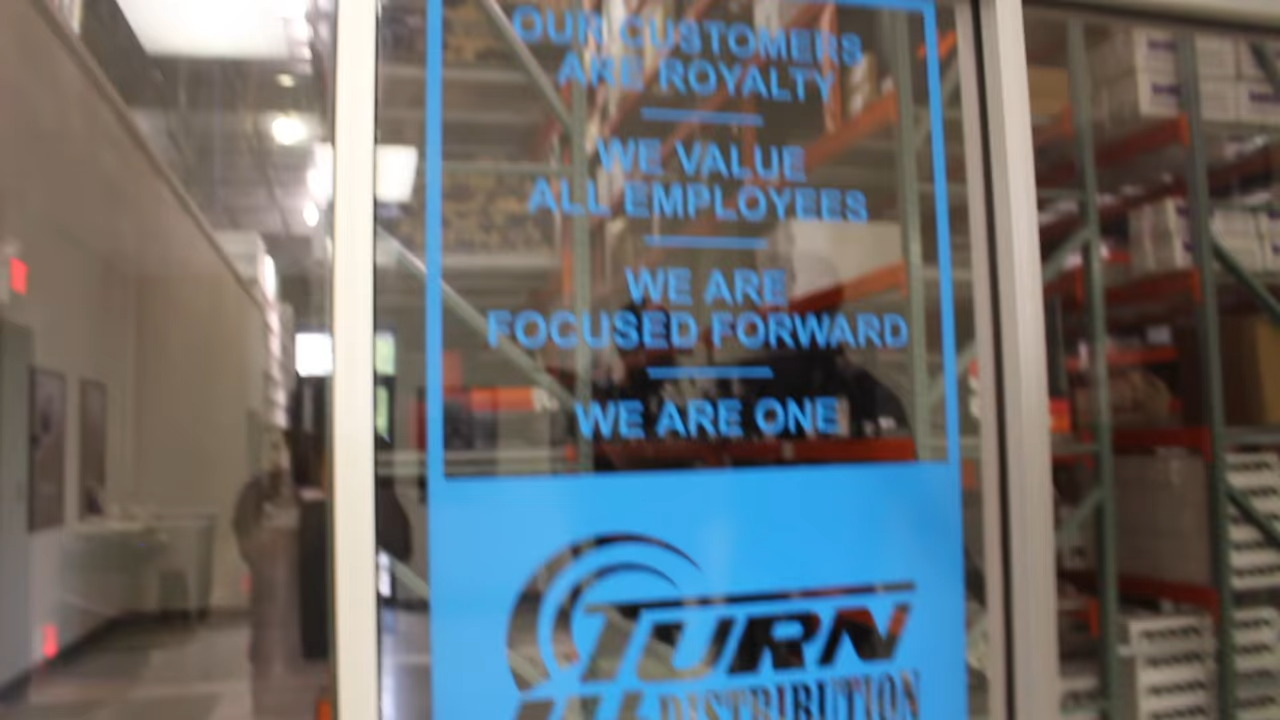 OUR CUSTOMERS
ARE ROYALTY
WE VALUE
ALL EMPLOYEES
WE ARE
FOCUSED FORWARD
WE ARE ONE
TURN
DISTRIBUTION